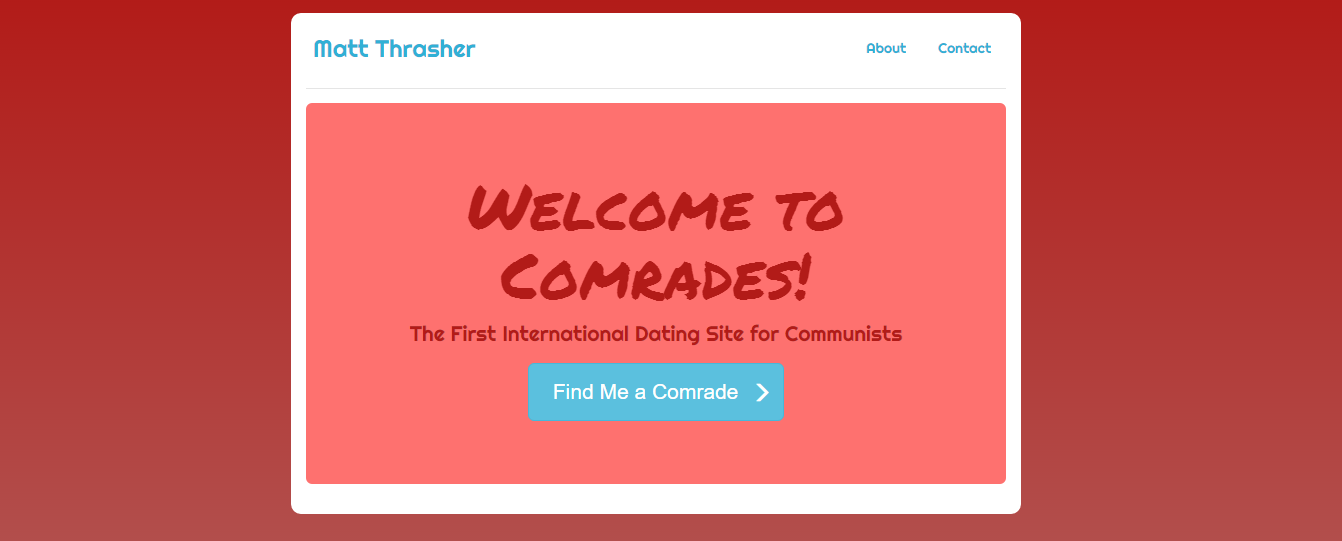 Matt Thrasher
About
Contact
Welcome to
Comrades!
The First International Dating Site for Communists
Find Me a Comrade